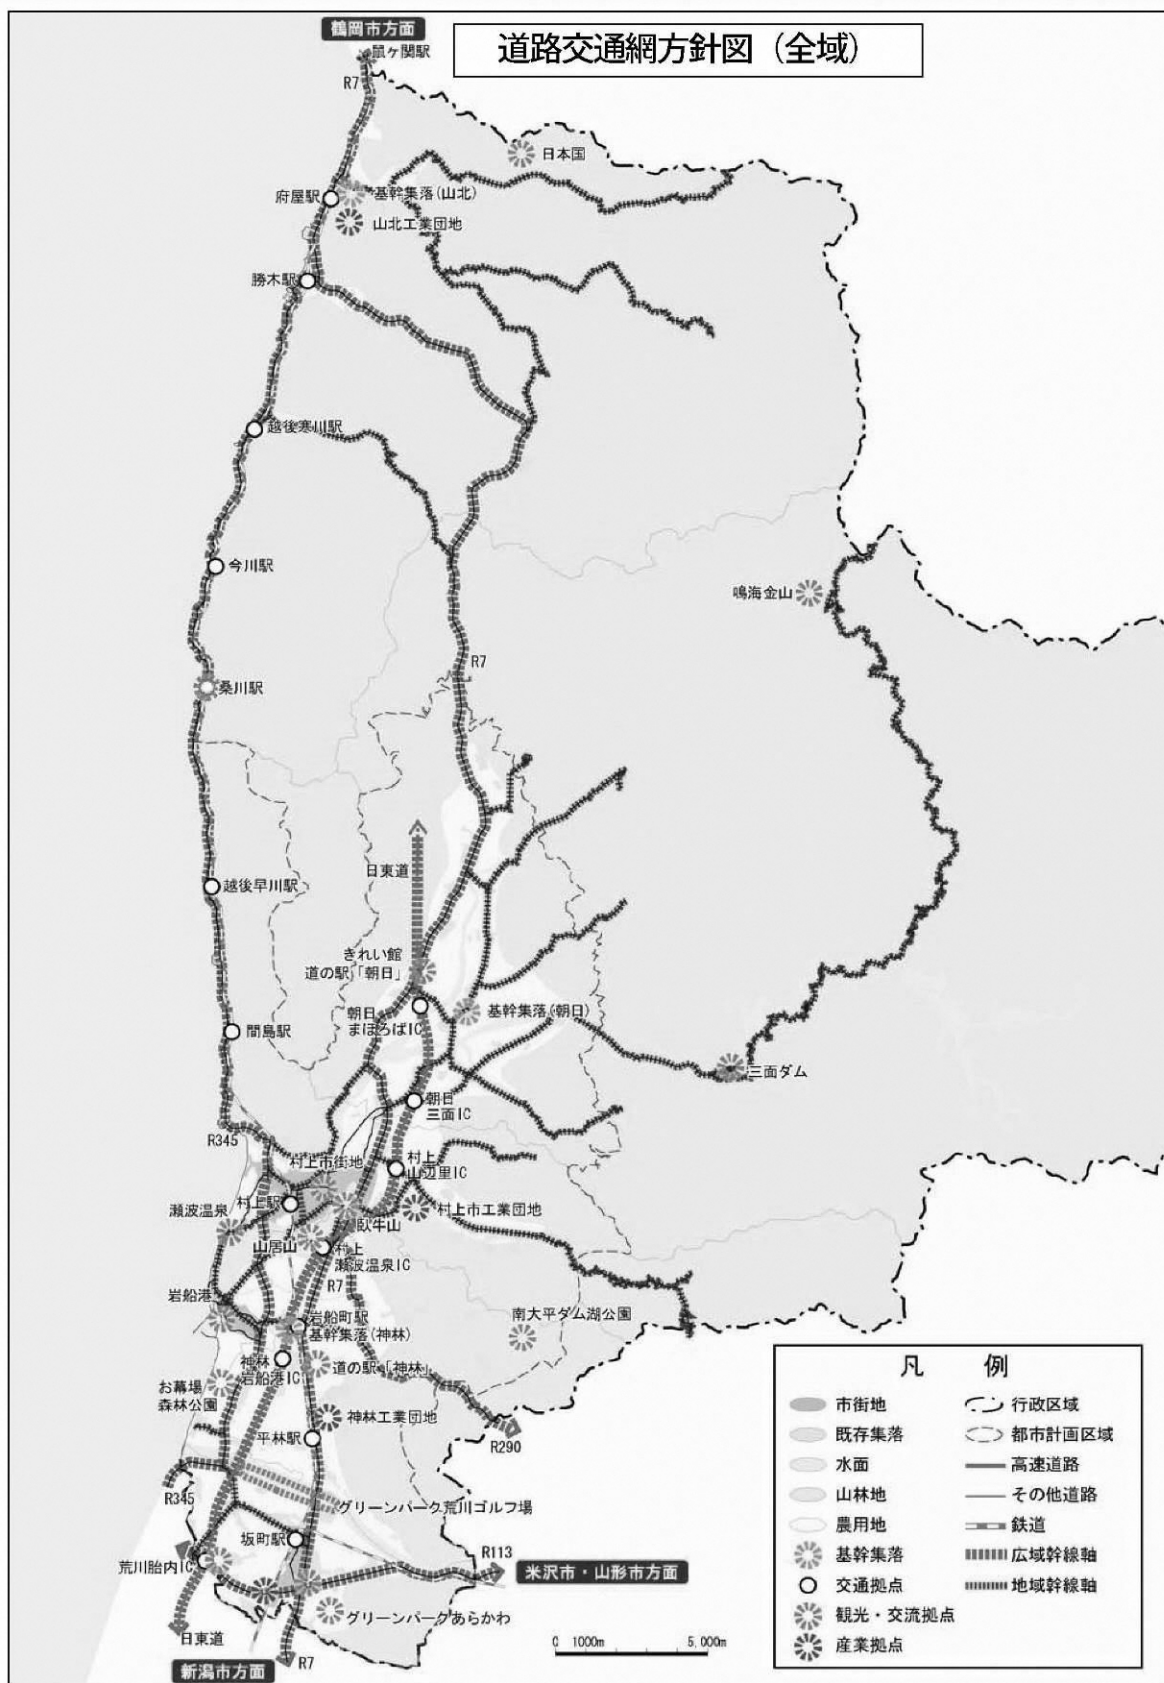 道路交通網方針図（全域）
鶴岡市方面
鼠ヶ関駅
R7
日本国
府屋駅
基幹集落(山北)
山北工業団地
勝木駅
越後寒川駅
今川駅
鳴海金山
R7
桑川駅
日東道
越後早川駅
きれい館
道の駅「朝日」
朝日
まほろばIC
基幹集落(朝日)
間島駅
三面ダム
朝日
三面IC
R345
村上市街地
村上
山辺里IC
瀬波温泉
村上駅
村上市工業団地
臥牛山
山居山
村上
瀬波温泉IC
R7
岩船港
岩船町駅
基幹集落(神林)
南大平ダム湖公園
神林
岩船港IC
道の駅「神林」
お幕場
森林公園
神林工業団地
平林駅
R290
R345
グリーンパーク荒川ゴルフ場
坂町駅
荒川胎内IC
R113
米沢市・山形市方面
グリーンパークあらかわ
日東道
R7
新潟市方面
0 1000m 5,000m
凡 例
市街地
既存集落
水面
山林地
農用地
基幹集落
交通拠点
観光・交流拠点
産業拠点
行政区域
都市計画区域
高速道路
その他道路
鉄道
広域幹線軸
地域幹線軸